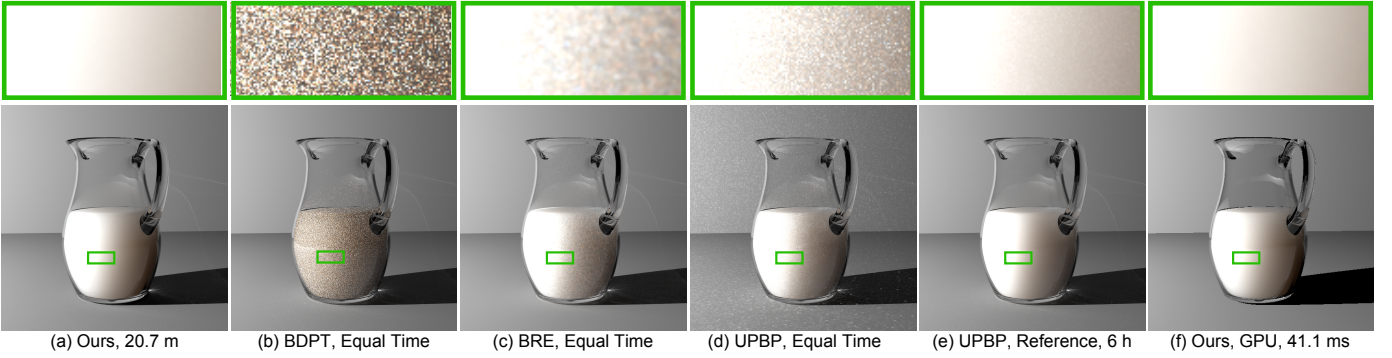 (a) Ours, 20.7 m
(b) BDPT, Equal Time
(c) BRE, Equal Time
(d) UPBP, Equal Time
(e) UPBP, Reference, 6 h
(f) Ours, GPU, 41.1 ms